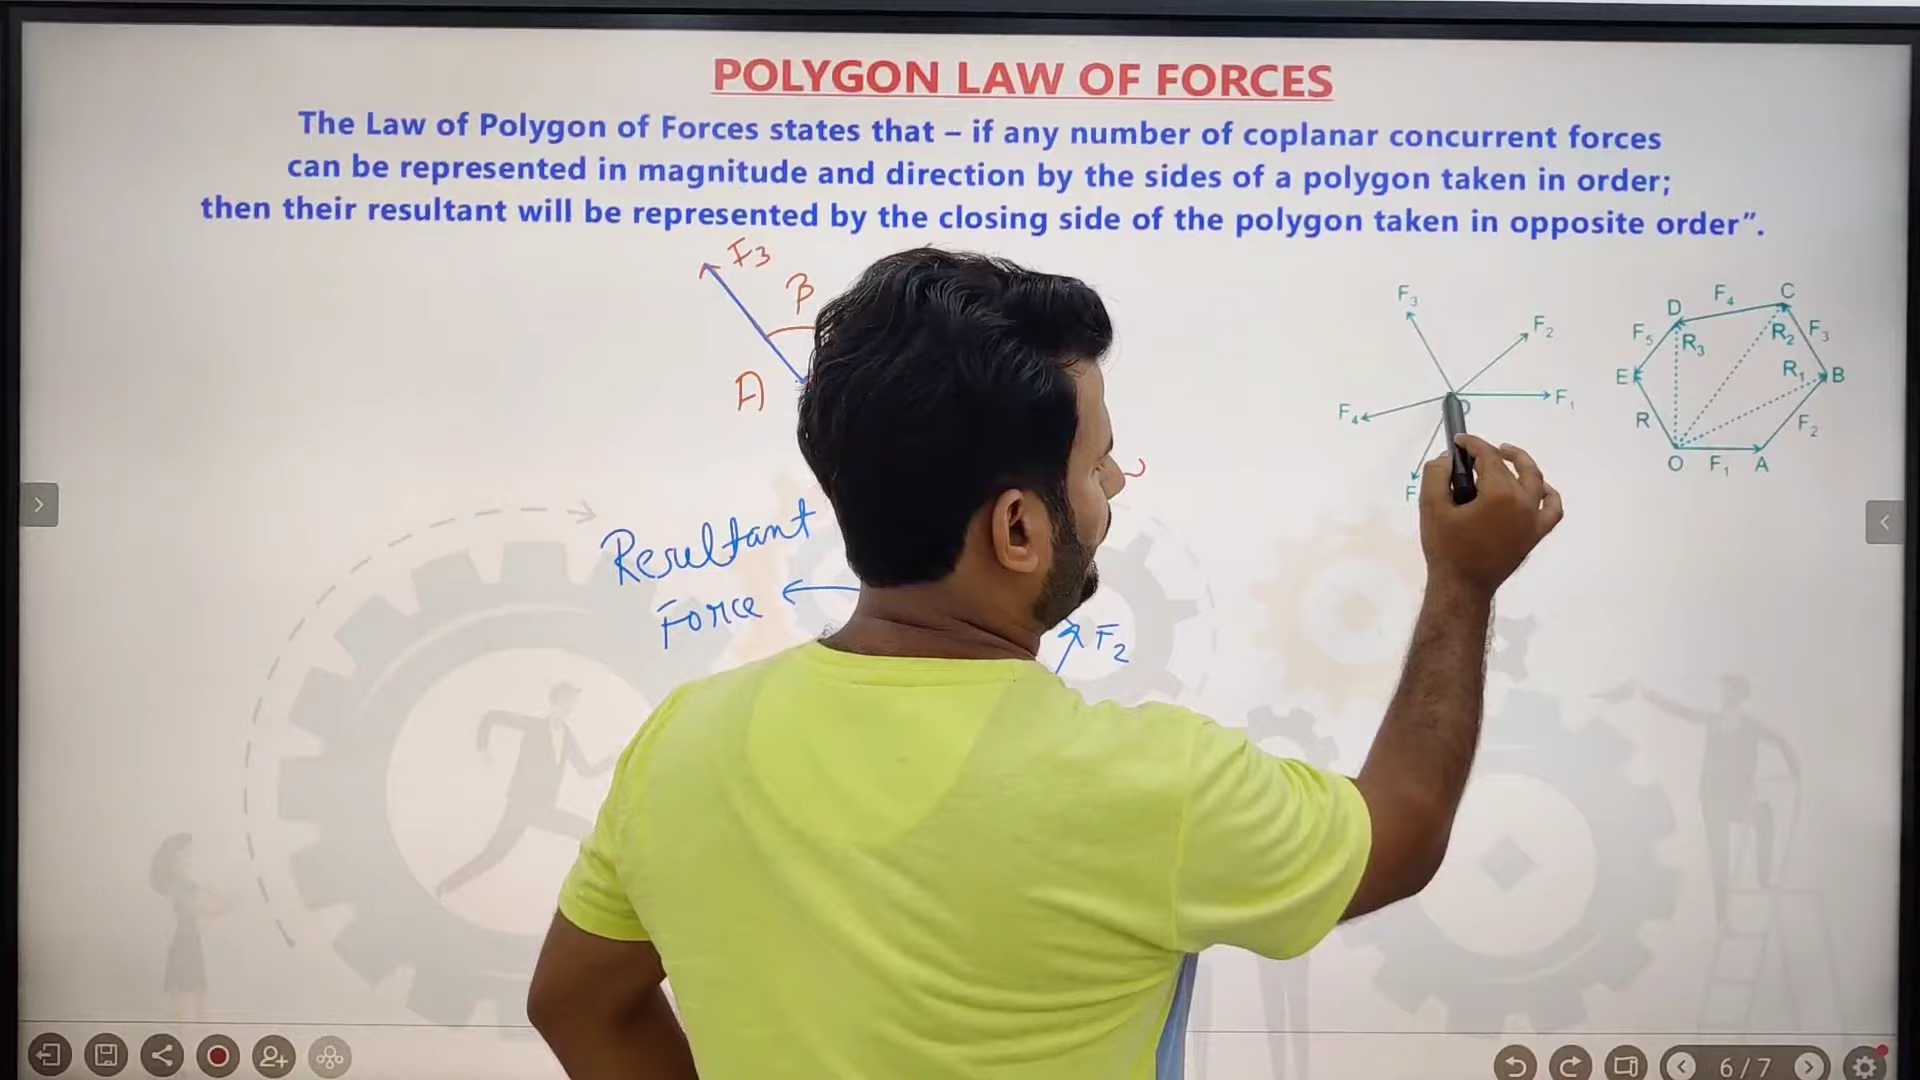 POLYGON LAW OF FORCES
The Law of Polygon of Forces states that – if any number of coplanar concurrent forces
can be represented in magnitude and direction by the sides of a polygon taken in order;
then their resultant will be represented by the closing side of the polygon taken in opposite order”.
F3
β
A
Resultant
Force
F2
F3
F2
F1
F4
F
O
C
F4
D
F3
R2
F5
R3
R1
E
B
R
F2
O
F1
A
6/7